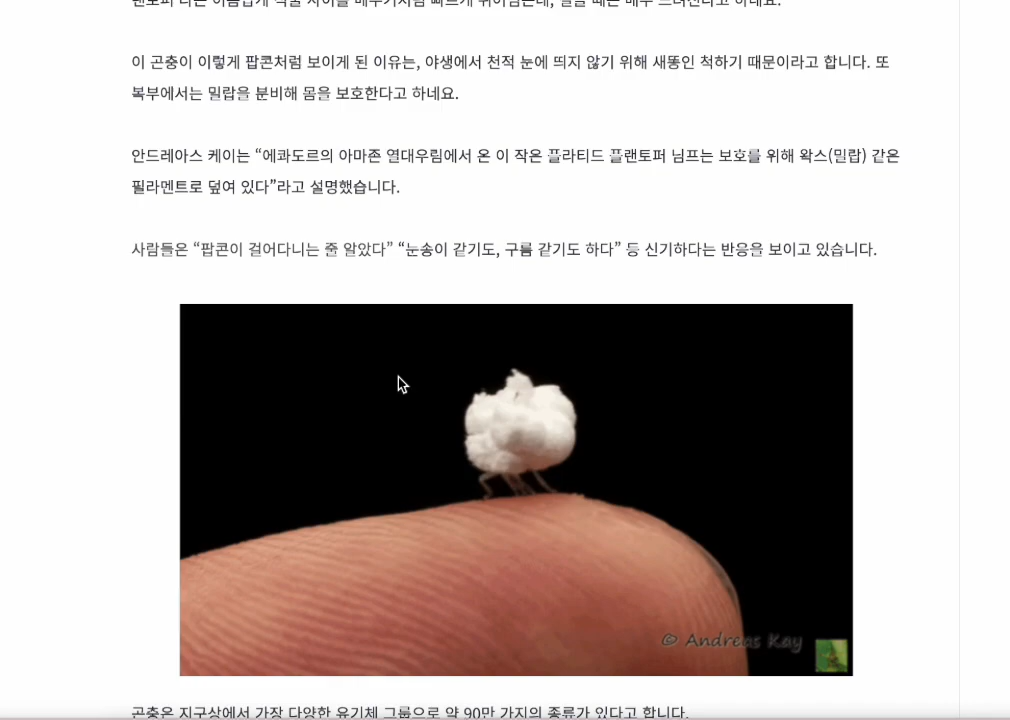 이 곤충이 이렇게 팝콘처럼 보이게 된 이유는, 야생에서 천적 눈에 띄지 않기 위해 새똥인 척하기 때문이라고 합니다. 또
복부에서는 밀랍을 분비해 몸을 보호한다고 하네요.
안드레아스 케이는 “에콰도르의 아마존 열대우림에서 온 이 작은 플라티드 플랜토퍼 님프는 보호를 위해 왁스(밀랍) 같은
필라멘트로 덮여 있다”라고 설명했습니다.
사람들은 “팝콘이 걸어다니는 줄 알았다” “눈송이 같기도, 구름 같기도 하다” 등 신기하다는 반응을 보이고 있습니다.
© Andreas Kay
곤충은 지구상에서 가장 다양한 유기체 그룹으로 약 90만 가지의 종류가 있다고 합니다.